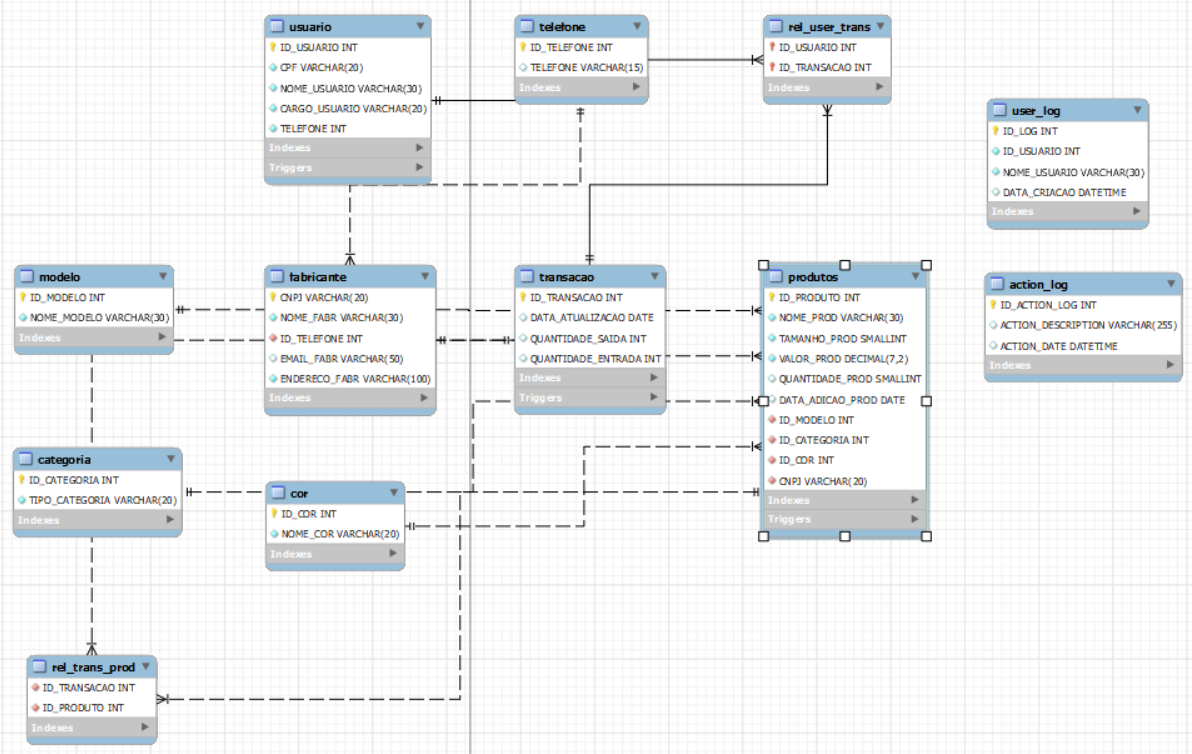 usuario
ID_USUARIO INT
CPF VARCHAR(20)
NOME_USUARIO VARCHAR(30)
CARGO_USUARIO VARCHAR(20)
TELEFONE INT
Indexes
Triggers
telefone
ID_TELEFONE INT
TELEFONE VARCHAR(15)
Indexes
rel_user_trans
ID_USUARIO INT
ID_TRANSACAO INT
Indexes
user_log
ID_LOG INT
ID_USUARIO INT
NOME_USUARIO VARCHAR(30)
DATA_CRIACAO DATETIME
Indexes
modelo
ID_MODELO INT
NOME_MODELO VARCHAR(30)
Indexes
fabricante
CNPJ VARCHAR(20)
NOME_FABR VARCHAR(30)
ID_TELEFONE INT
EMAIL_FABR VARCHAR(50)
ENDERECO_FABR VARCHAR(100)
Indexes
transacao
ID_TRANSACAO INT
DATA_ATUALIZACAO DATE
QUANTIDADE_SAIDA INT
QUANTIDADE_ENTRADA INT
Indexes
Triggers
produtos
ID_PRODUTO INT
NOME_PROD VARCHAR(30)
TAMANHO_PROD SMALLINT
VALOR_PROD DECIMAL(7,2)
QUANTIDADE_PROD SMALLINT
DATA_ADICAO_PROD DATE
ID_MODELO INT
ID_CATEGORIA INT
ID_COR INT
CNPJ VARCHAR(20)
Indexes
Triggers
action_log
ID_ACTION_LOG INT
ACTION_DESCRIPTION VARCHAR(255)
ACTION_DATE DATETIME
Indexes
categoria
ID_CATEGORIA INT
TIPO_CATEGORIA VARCHAR(20)
Indexes
cor
ID_COR INT
NOME_COR VARCHAR(20)
Indexes
rel_trans_prod
ID_TRANSACAO INT
ID_PRODUTO INT
Indexes